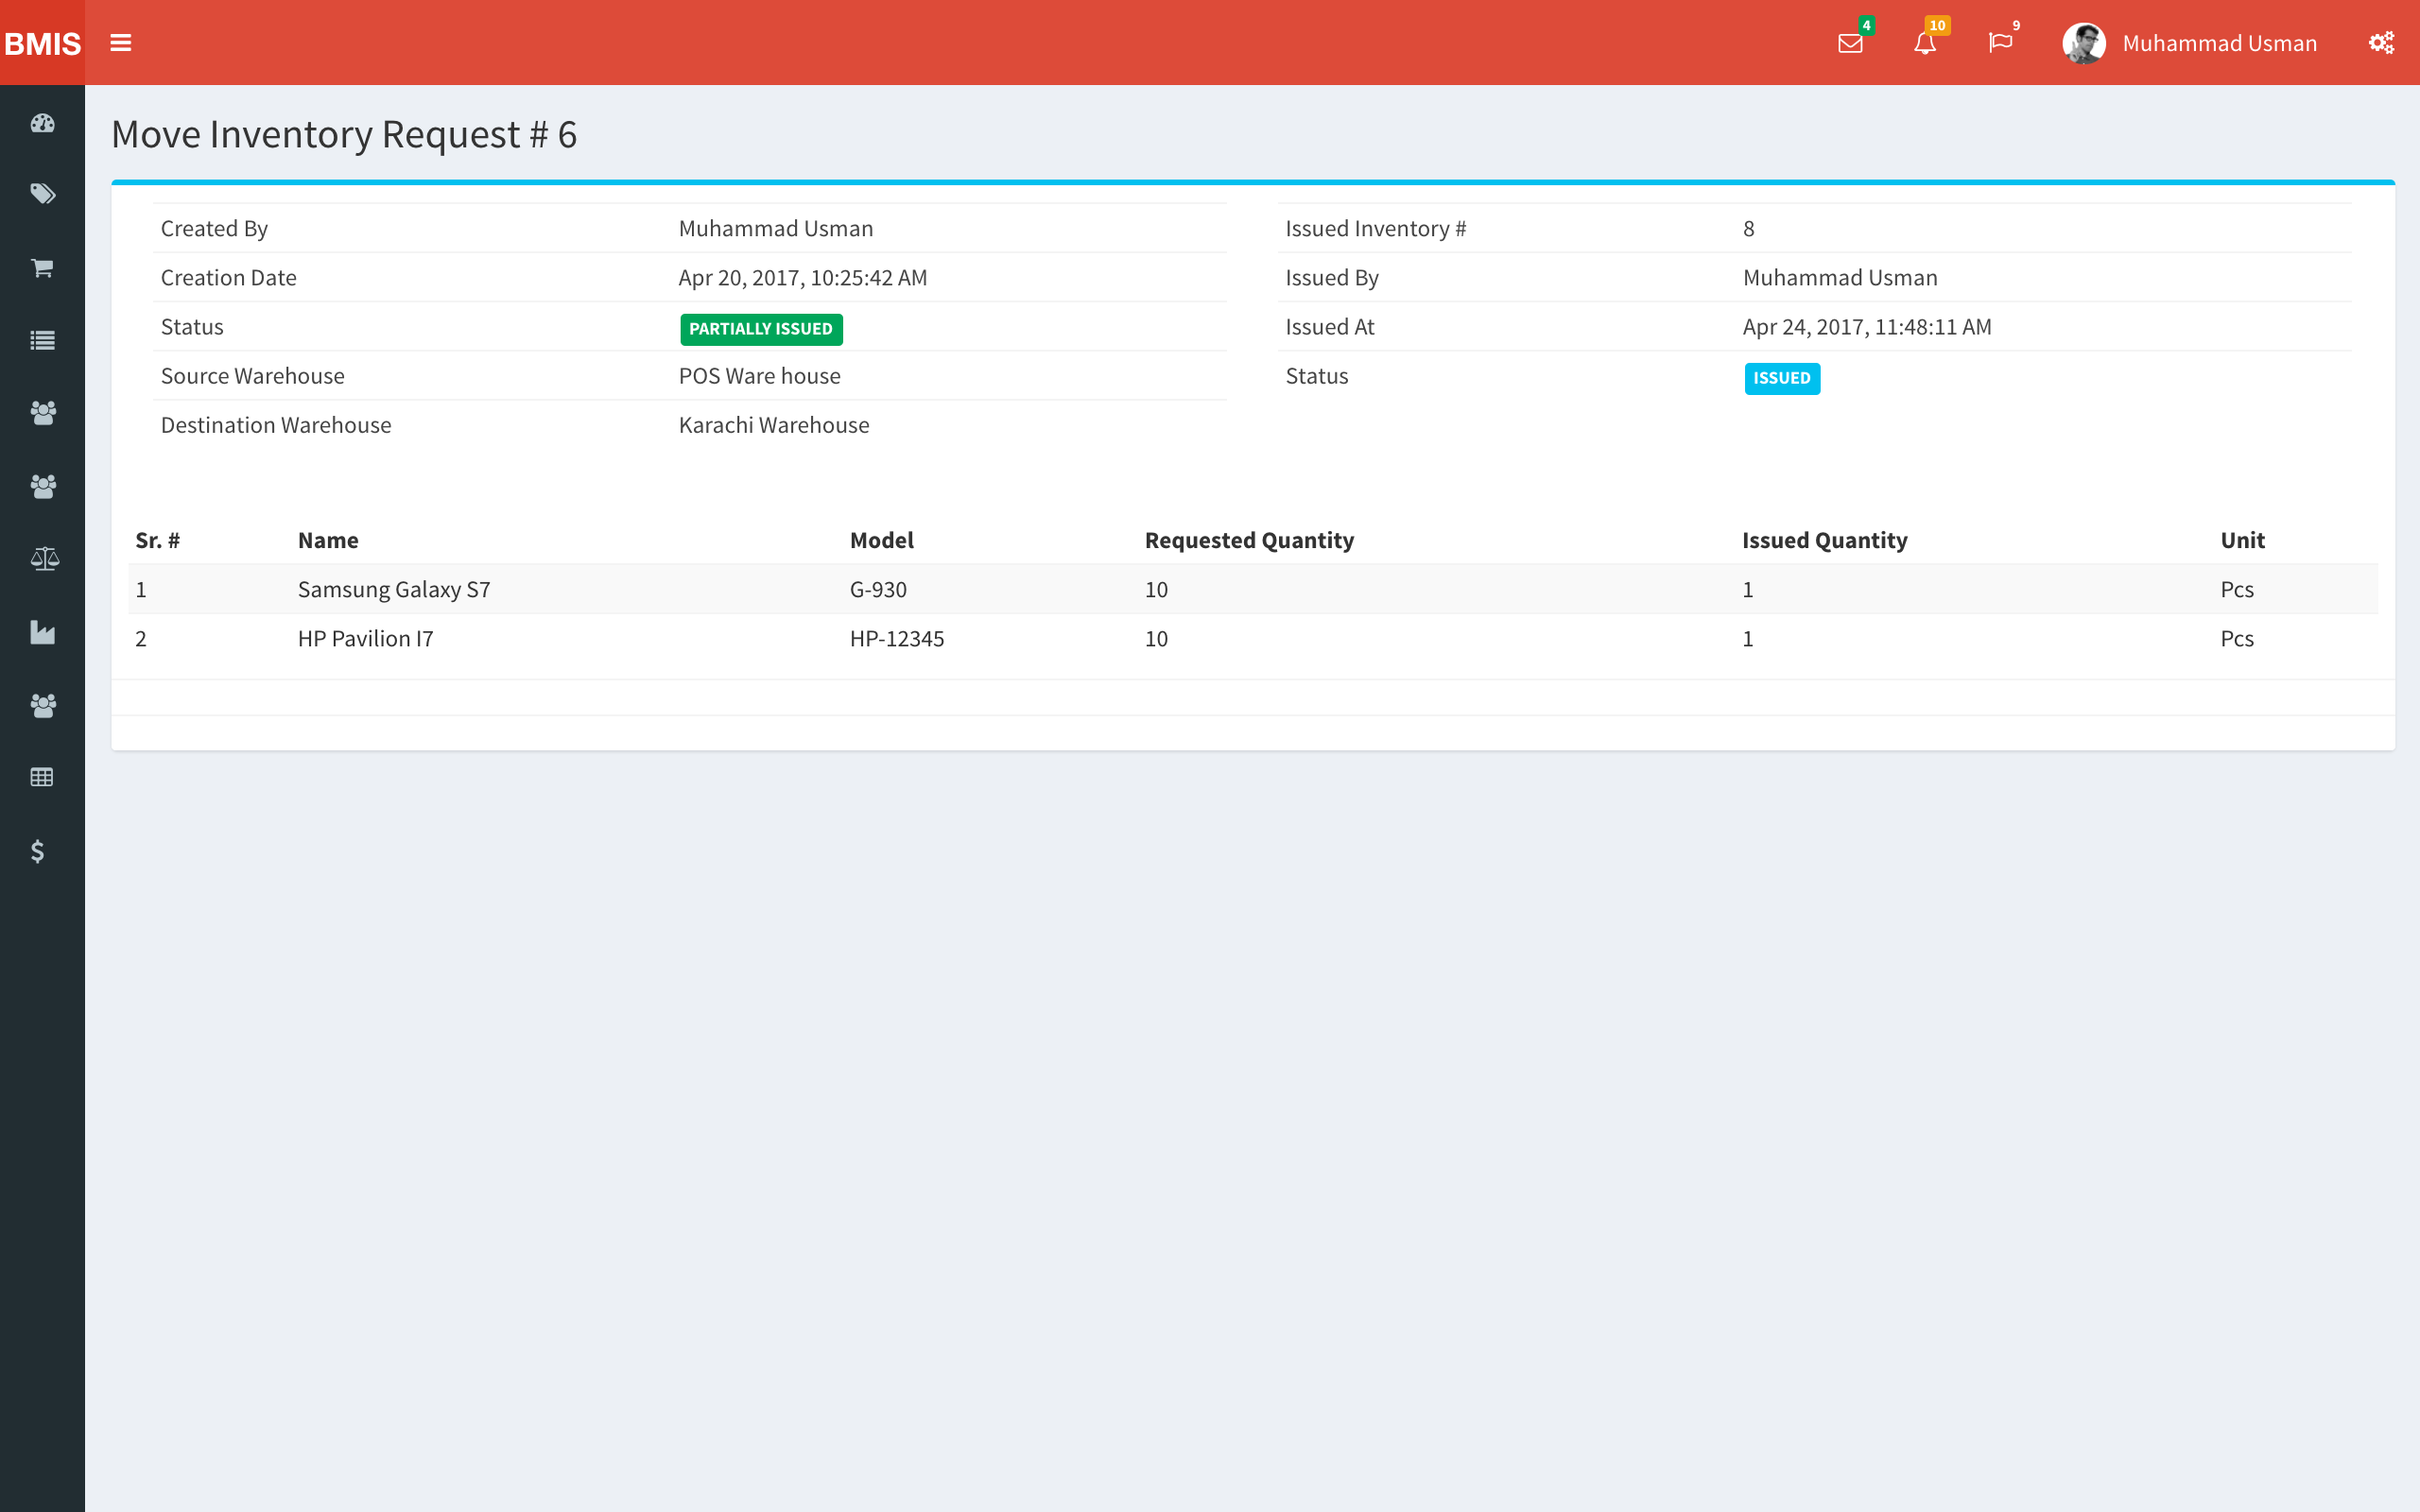 BMIS
4
10
9
Muhammad Usman
Move Inventory Request # 6
Created By Muhammad Usman
Creation Date Apr 20, 2017, 10:25:42 AM
Status PARTIALLY ISSUED
Source Warehouse POS Ware house
Destination Warehouse Karachi Warehouse
Issued Inventory # 8
Issued By Muhammad Usman
Issued At Apr 24, 2017, 11:48:11 AM
Status ISSUED
Sr. # Name Model Requested Quantity Issued Quantity Unit
1 Samsung Galaxy S7 G-930 10 1 Pcs
2 HP Pavilion I7 HP-12345 10 1 Pcs